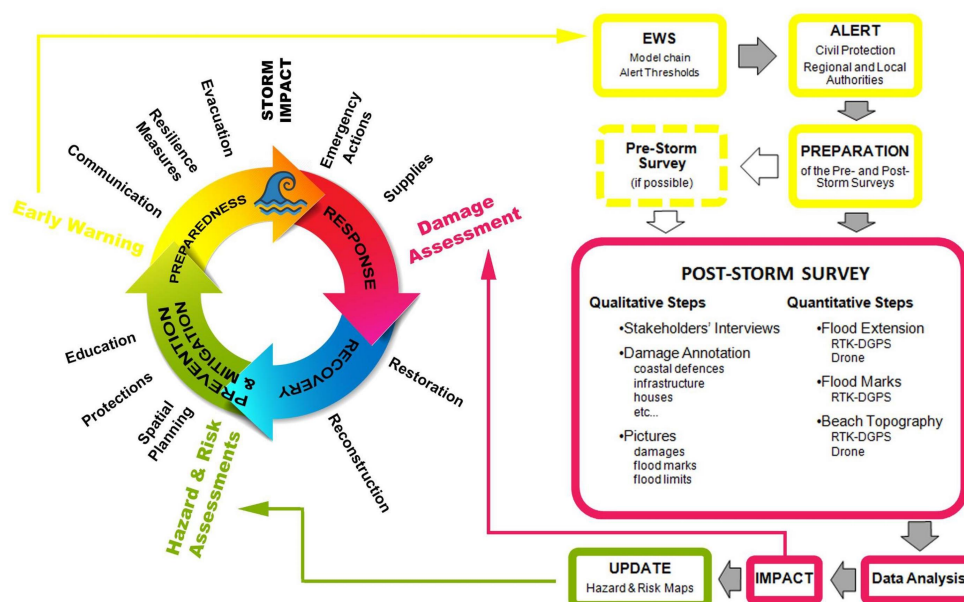 EWS
Model chain
Alert Thresholds
ALERT
Civil Protection
Regional and Local
Authorities
Pre-Storm
Survey
(if possible)
PREPARATION
of the Pre- and Post-
Storm Surveys
POST-STORM SURVEY
Qualitative Steps
•Stakeholders' Interviews
•Damage Annotation
coastal defences
infrastructure
houses
etc...
•Pictures
damages
flood marks
flood limits
Quantitative Steps
•Flood Extension
RTK-DGPS
Drone
•Flood Marks
RTK-DGPS
•Beach Topography
RTK-DGPS
Drone
UPDATE
Hazard & Risk Maps
IMPACT
Data Analysis
Early Warning
Communication
Resilience
Measures
Evacuation
STORM
IMPACT
Emergency
Actions
Supplies
Damage
Assessment
PREPAREDNESS
RESPONSE
RECOVERY
PREVENTION
& MITIGATION
Restoration
Reconstruction
Education
Protections
Spatial
Planning
Hazard & Risk
Assessments